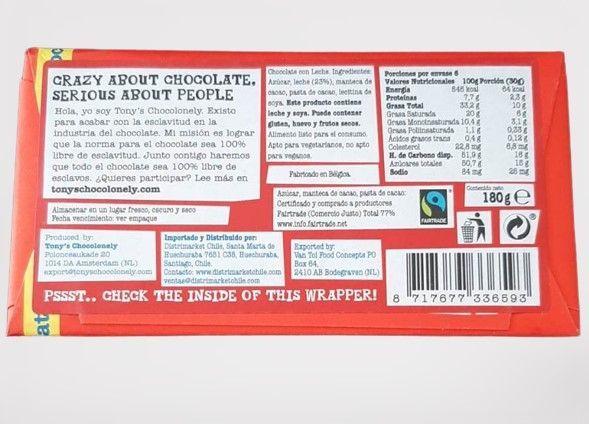 CRAZY ABOUT CHOCOLATE,
SERIOUS ABOUT PEOPLE
Hola, yo soy Tony's Chocolonely. Existo
para acabar con la esclavitud en la
industria del chocolate. Mi misión es lograr
que la norma para el chocolate sea 100%
libre de esclavitud. Junto contigo haremos
que todo el chocolate sea 100% libre de
esclavos. ¿Quieres participar? Lee más en
tonyschocolonely.com
Almacenar en un lugar fresco, oscuro y seco
Fecha vencimiento: ver empaque
Chocolate con Leche. Ingredientes:
Azúcar, leche (23%), manteca de
cacao, pasta de cacao, lecitina de
soya. Este producto contiene
leche y soya. Puede contener
gluten, huevo y frutos secos.
Alimento listo para el consumo.
Apto para vegetarianos, no apto
para veganos.
Fabricado en Bélgica
Azúcar, manteca de cacao, pasta de cacao:
Certificado y comprado a productores
Fairtrade (Comercio Justo) Total 77%
www.info.fairtrade.net
Porciones por envase 6
Valores Nutricionales 100g Porción (30g)
Energía 545 kcal 64 kcal
Proteínas 7,7 g 2,3 g
Grasa Total 33,2 g 10 g
Grasa Saturada 20 g 6 g
Grasa Monoinsaturada 10,4 g 3,1 g
Grasa Poliinsaturada 1,1 g 0,33 g
Ácidos grasos trans 0,4 g 0,12 g
Colesterol 22,8 mg 6,8 mg
H. de Carbono disp. 51,9 g 16 g
Azúcares totales 50,7 g 15 g
Sodio 84 mg 25 mg
FAIRTRADE
Contenido neto
180g e
Produced by:
Tony's Chocolonely
Polonceaukade 20
1014 DA Amsterdam (NL)
export@tonyschocolonely.com
Importado y Distribuido por:
Distrimarket Chile, Santa Marta de
Huechuraba 7651 C38, Huechuraba,
Santiago, Chile.
Contacto: www.distrimarketchile.com
ventas@distrimarketchile.com
Exported by:
Van Tol Food Concepts PO
Box 64,
2410 AB Bodegraven (NL)
PSSST.. CHECK THE INSIDE OF THIS WRAPPER!
8 717677 336593
at